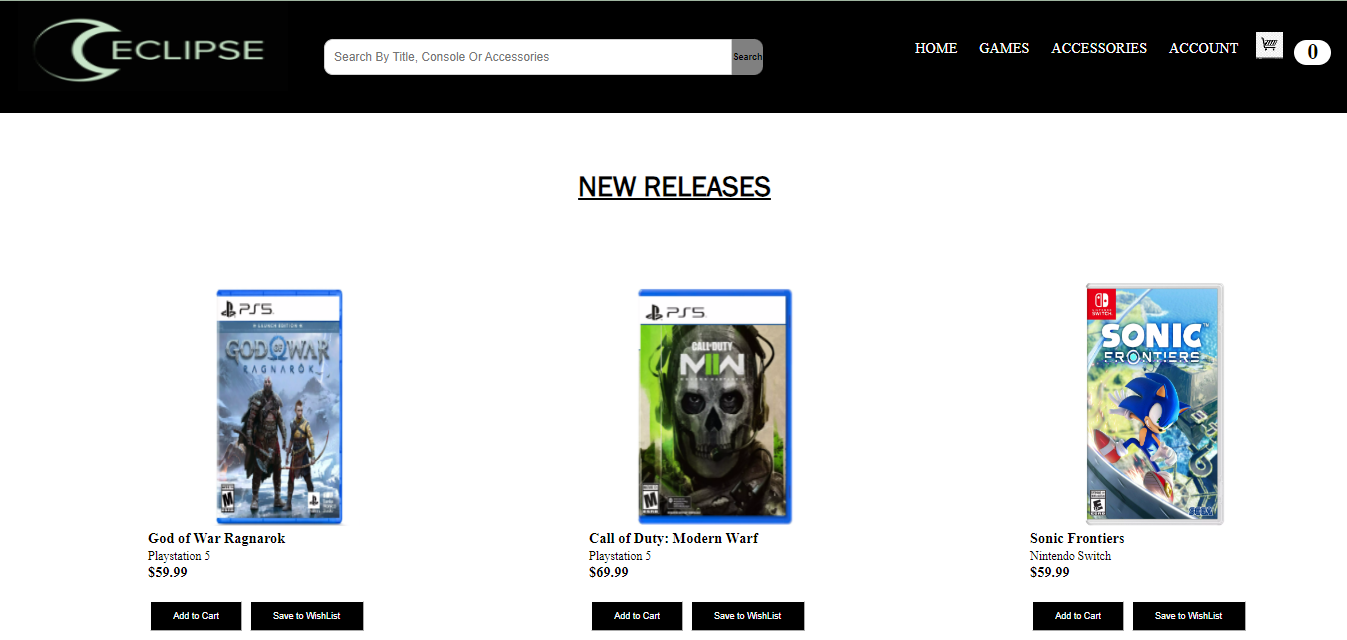 ECLIPSE
Search By Title, Console Or Accessories
Search
HOME GAMES ACCESSORIES ACCOUNT
0
NEW RELEASES
PS5
LAUNCH EDITION
GOD OF WAR
RAGNARÖK
M
PS5
CALL OF DUTY
MWII
M
NINTENDO
SWITCH
SONIC
FRONTIERS
E
SEGA
God of War Ragnarok
Playstation 5
$59.99
Add to Cart Save to WishList
Call of Duty: Modern Warf
Playstation 5
$69.99
Add to Cart Save to WishList
Sonic Frontiers
Nintendo Switch
$59.99
Add to Cart Save to WishList